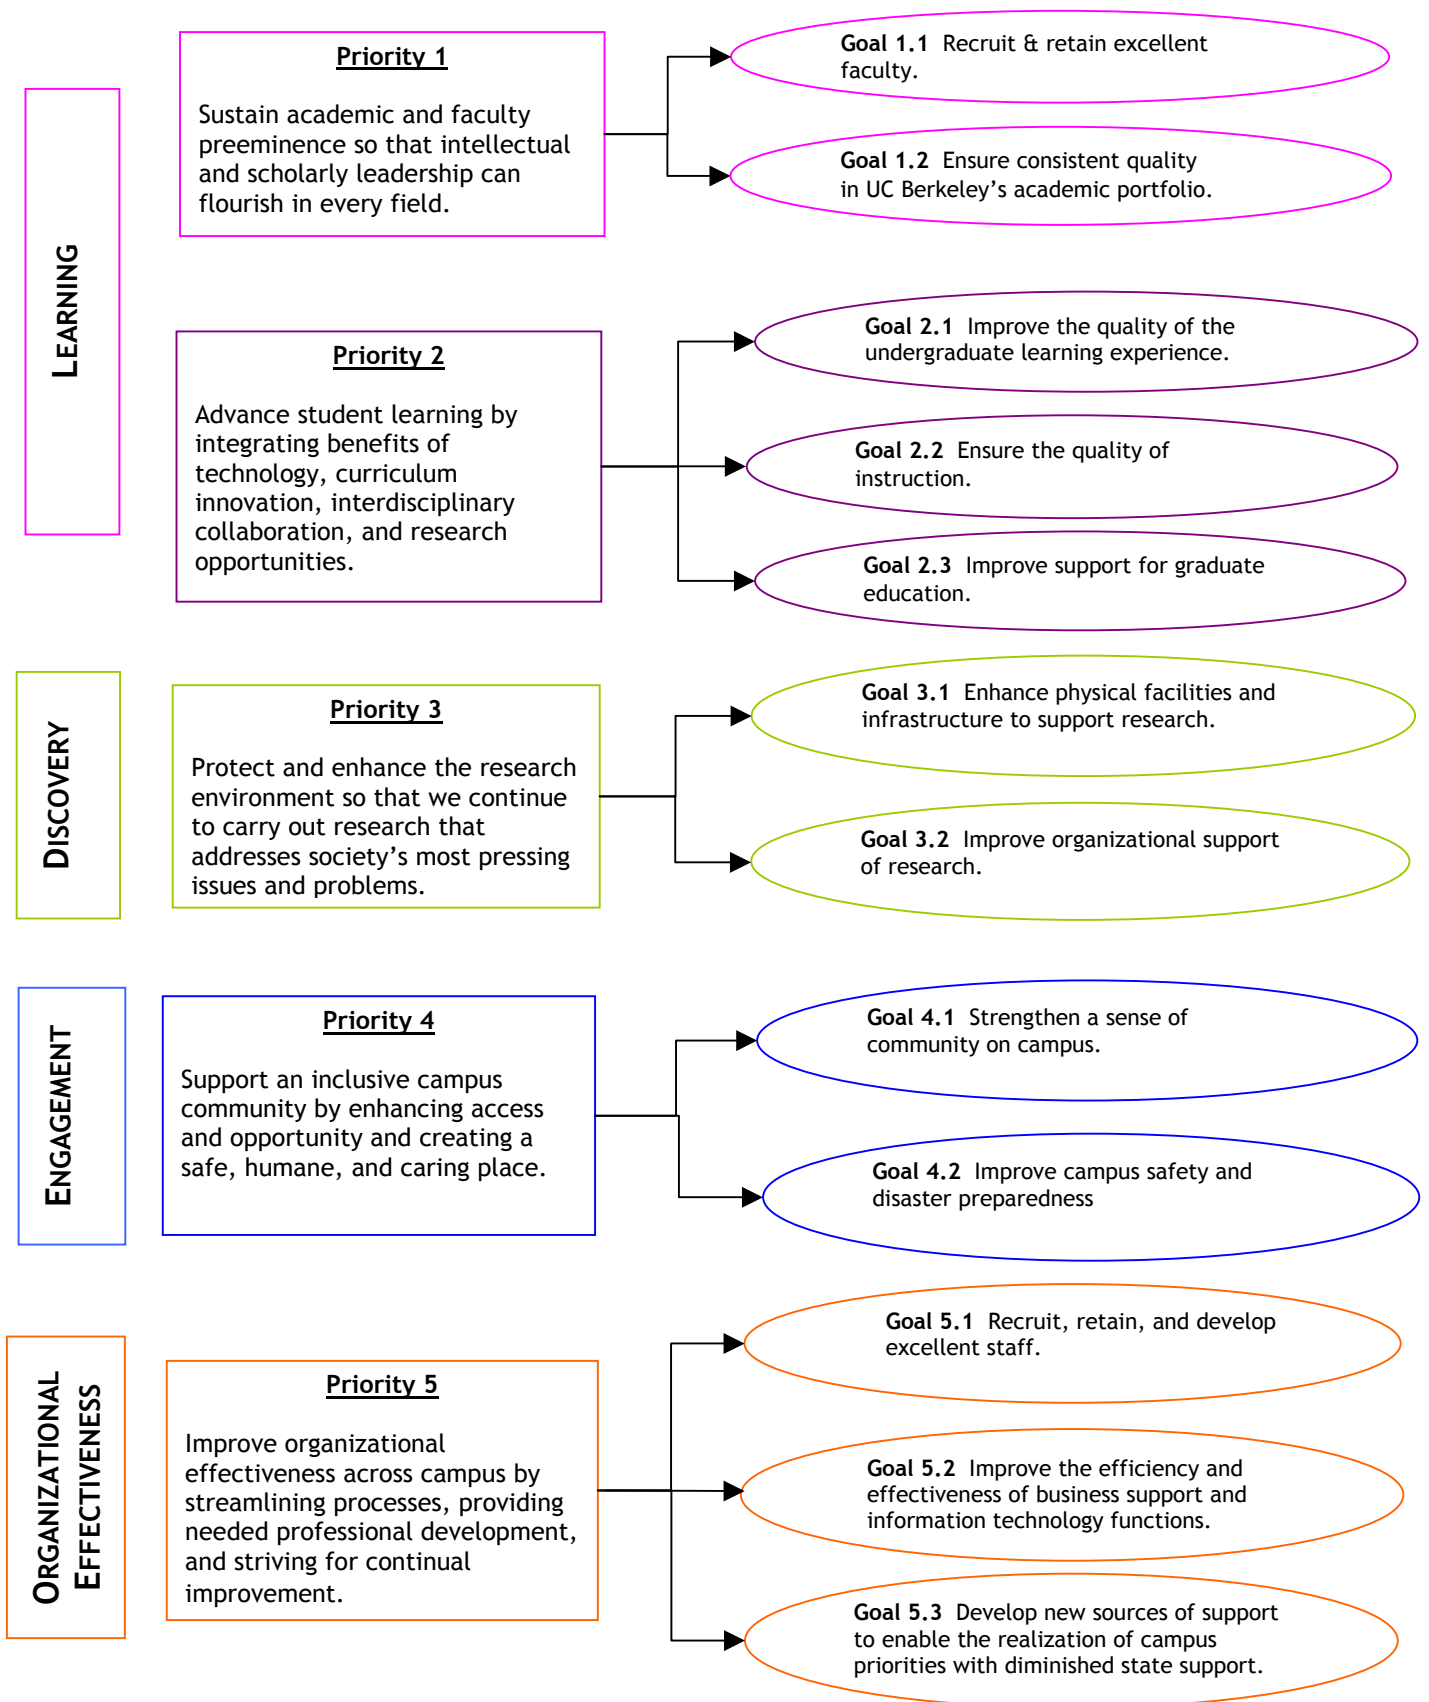 LEARNING
Priority 1
Sustain academic and faculty
preeminence so that intellectual
and scholarly leadership can
flourish in every field.
Goal 1.1 Recruit & retain excellent
faculty.
Goal 1.2 Ensure consistent quality
in UC Berkeley’s academic portfolio.
Priority 2
Advance student learning by
integrating benefits of
technology, curriculum
innovation, interdisciplinary
collaboration, and research
opportunities.
Goal 2.1 Improve the quality of the
undergraduate learning experience.
Goal 2.2 Ensure the quality of
instruction.
Goal 2.3 Improve support for graduate
education.
DISCOVERY
Priority 3
Protect and enhance the research
environment so that we continue
to carry out research that
addresses society’s most pressing
issues and problems.
Goal 3.1 Enhance physical facilities and
infrastructure to support research.
Goal 3.2 Improve organizational support
of research.
ENGAGEMENT
Priority 4
Support an inclusive campus
community by enhancing access
and opportunity and creating a
safe, humane, and caring place.
Goal 4.1 Strengthen a sense of
community on campus.
Goal 4.2 Improve campus safety and
disaster preparedness
ORGANIZATIONAL
EFFECTIVENESS
Priority 5
Improve organizational
effectiveness across campus by
streamlining processes, providing
needed professional development,
and striving for continual
improvement.
Goal 5.1 Recruit, retain, and develop
excellent staff.
Goal 5.2 Improve the efficiency and
effectiveness of business support and
information technology functions.
Goal 5.3 Develop new sources of support
to enable the realization of campus
priorities with diminished state support.